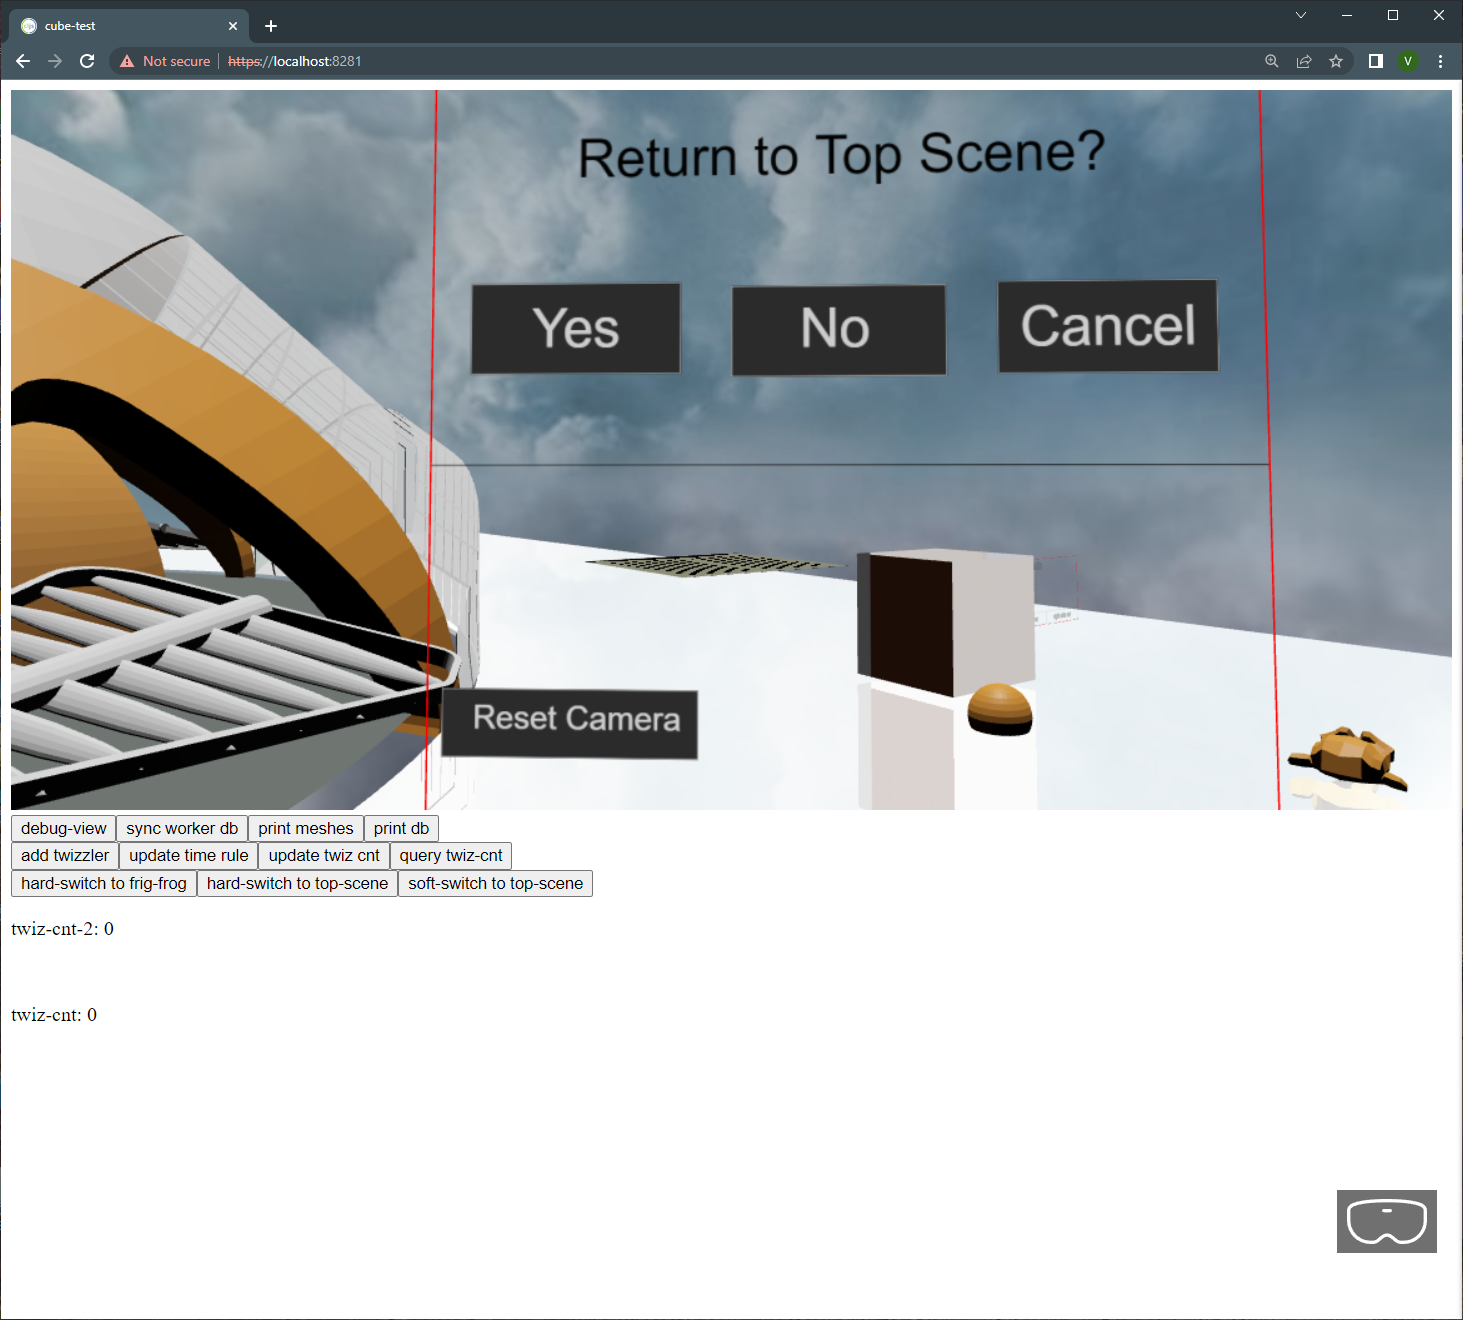 cube-test
Not secure https://localhost:8281
V
Return to Top Scene?
Yes No Cancel
Reset Camera
debug-view sync worker db print meshes print db
add twizzler update time rule update twiz cnt query twiz-cnt
hard-switch to frig-frog hard-switch to top-scene soft-switch to top-scene
twiz-cnt-2: 0
twiz-cnt: 0